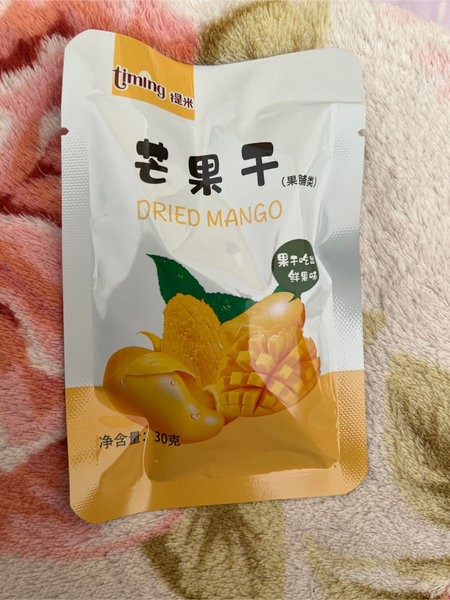 timing 提米
芒果干
(果脯类)
DRIED MANGO
果干吃出
鲜果味
净含量：30克